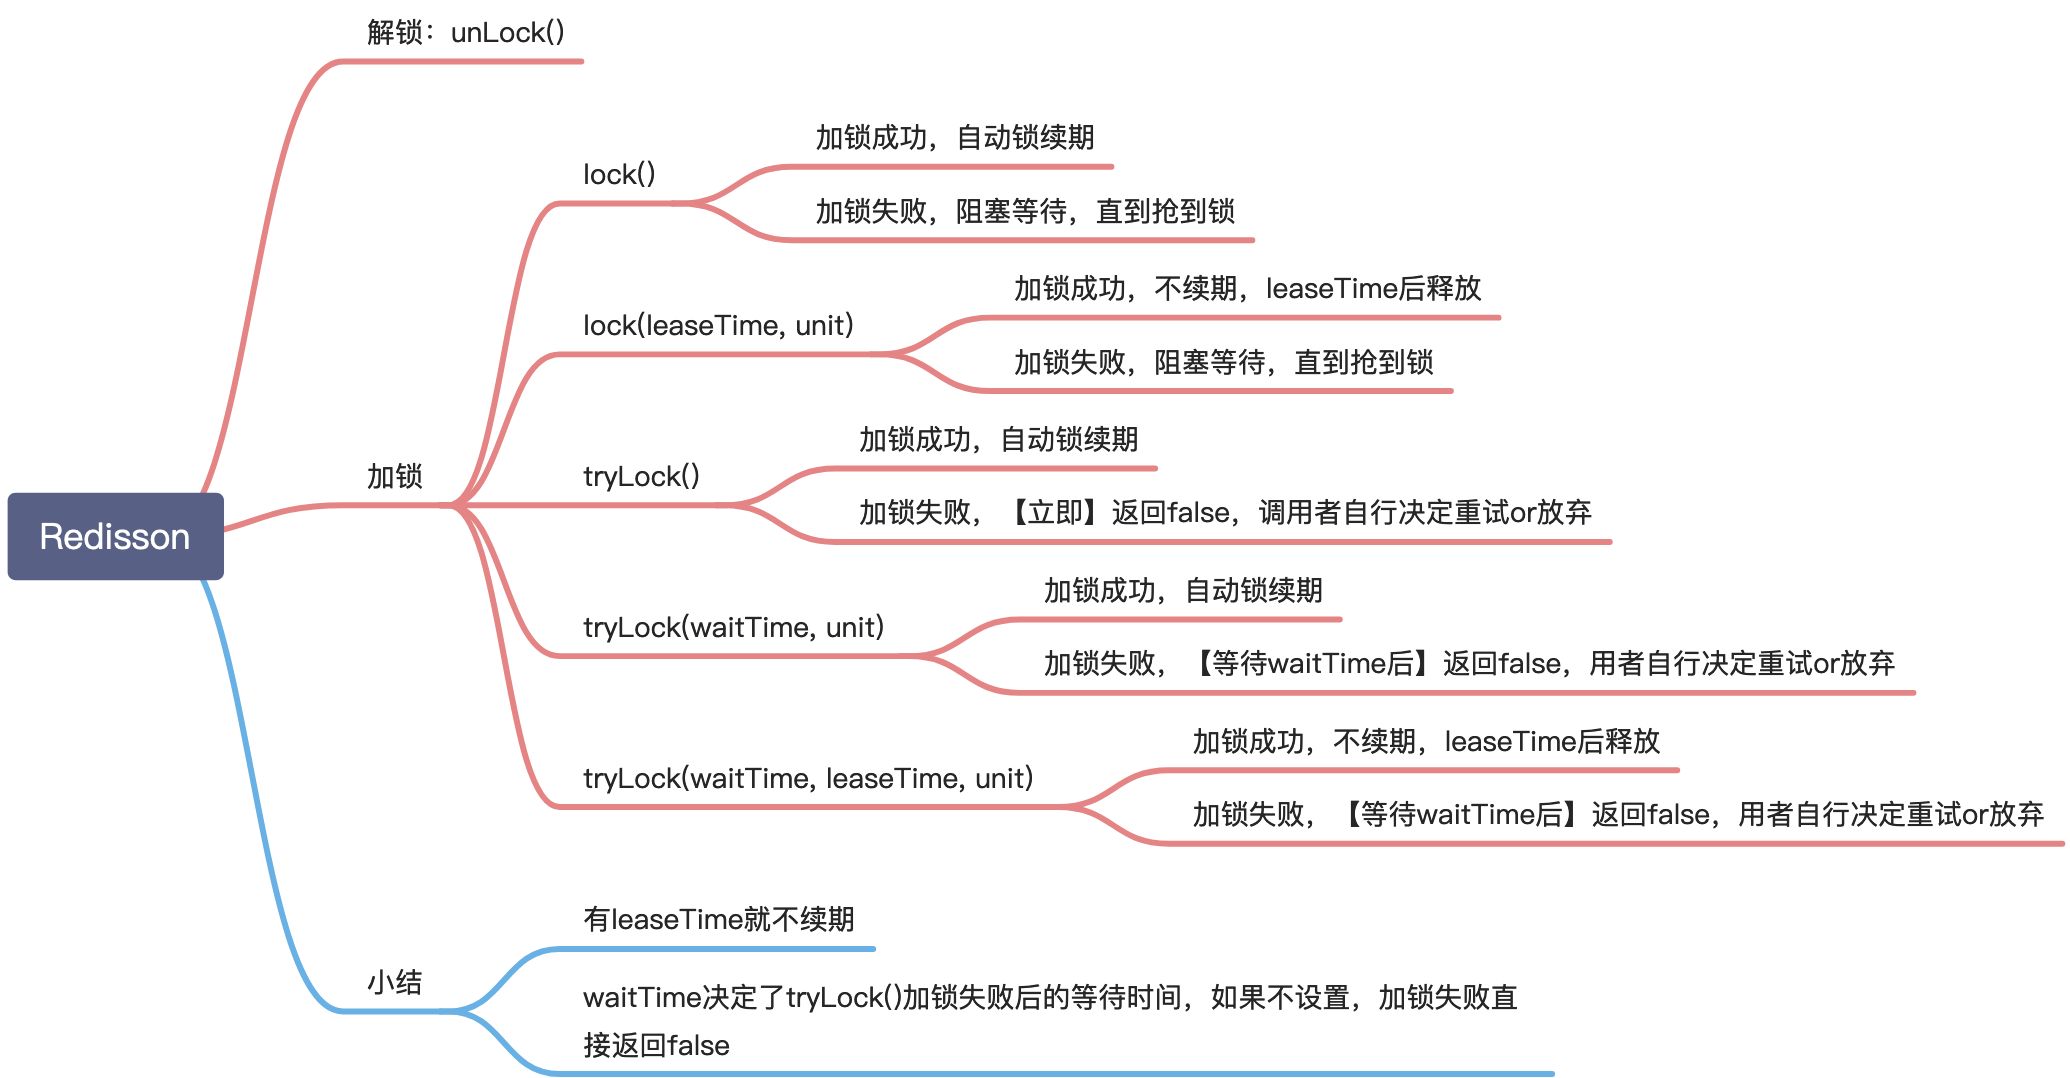 解锁：unLock()
加锁成功，自动锁续期
lock()
加锁失败，阻塞等待，直到抢到锁
加锁成功，不续期，leaseTime后释放
lock(leaseTime, unit)
加锁失败，阻塞等待，直到抢到锁
加锁成功，自动锁续期
加锁
tryLock()
加锁失败，【立即】返回false，调用者自行决定重试or放弃
Redisson
加锁成功，自动锁续期
tryLock(waitTime, unit)
加锁失败，【等待waitTime后】返回false，用者自行决定重试or放弃
加锁成功，不续期，leaseTime后释放
tryLock(waitTime, leaseTime, unit)
加锁失败，【等待waitTime后】返回false，用者自行决定重试or放弃
有leaseTime就不续期
小结
waitTime决定了tryLock()加锁失败后的等待时间，如果不设置，加锁失败直
接返回false